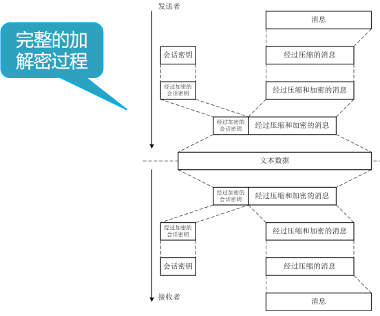 发送者
消息
完整的加
解密过程
会话密钥
经过压缩的消息
经过加密的
会话密钥
经过压缩和加密的消息
经过加密的
会话密钥
经过压缩和加密的消息
文本数据
经过加密的
会话密钥
经过压缩和加密的消息
经过加密的
会话密钥
经过压缩和加密的消息
会话密钥
经过压缩的消息
接收者
消息